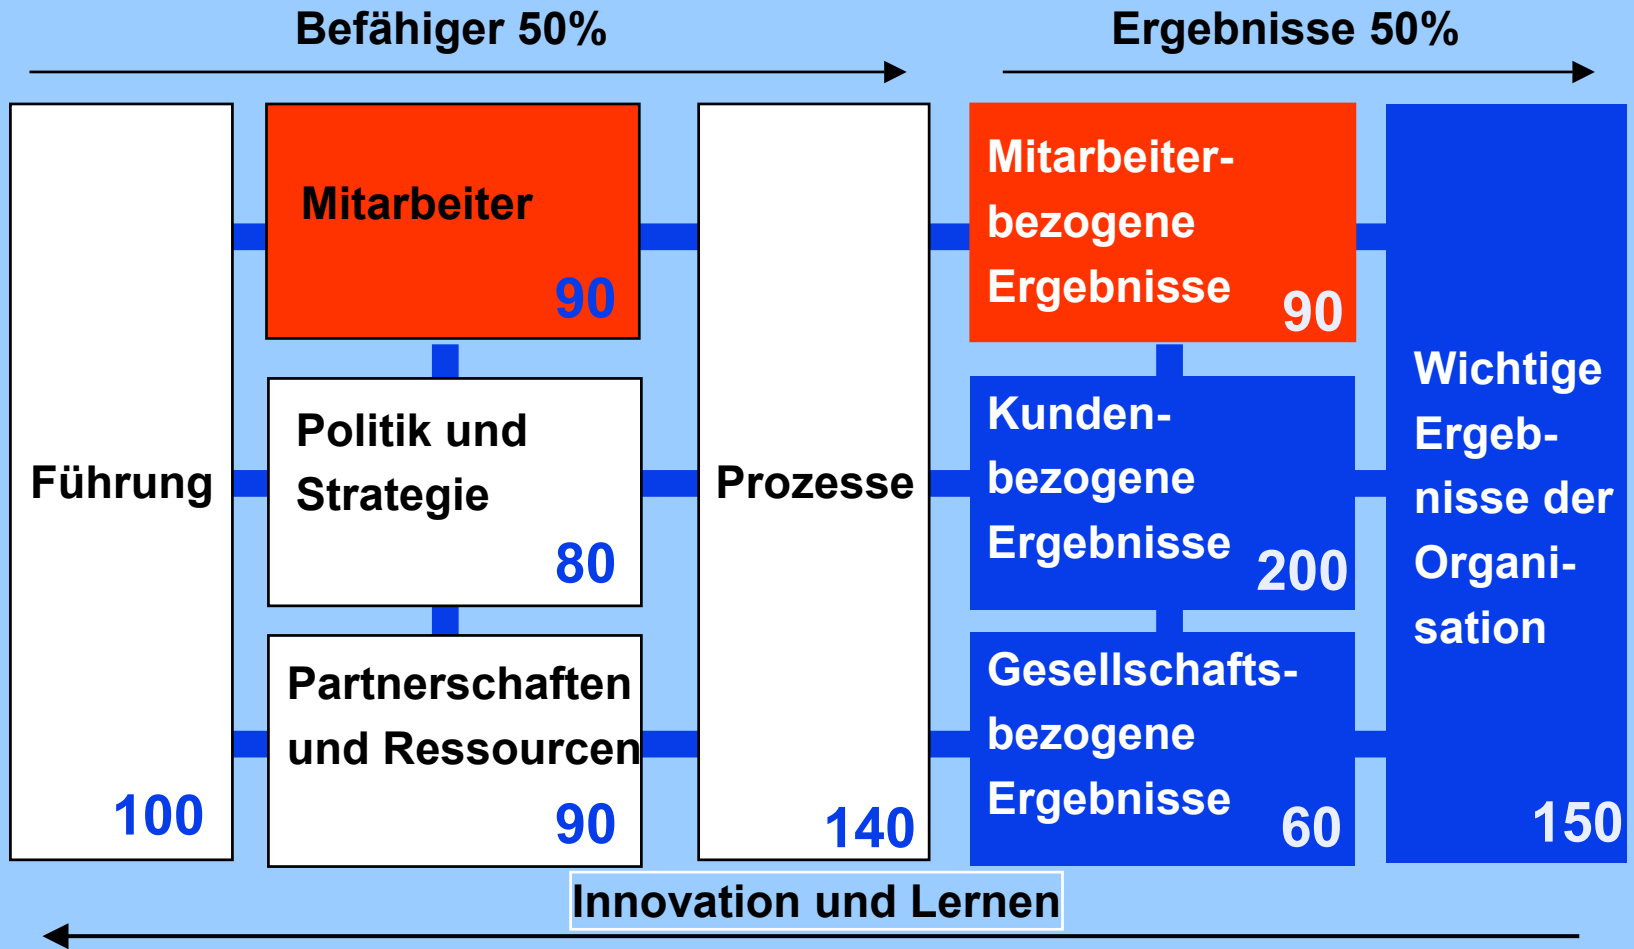 Befähiger 50%
Ergebnisse 50%
Führung
100
Mitarbeiter
90
Politik und
Strategie
80
Partnerschaften
und Ressourcen
90
Prozesse
140
Mitarbeiter-
bezogene
Ergebnisse
90
Kunden-
bezogene
Ergebnisse
200
Gesellschafts-
bezogene
Ergebnisse
60
Wichtige
Ergeb-
nisse der
Organi-
sation
150
Innovation und Lernen